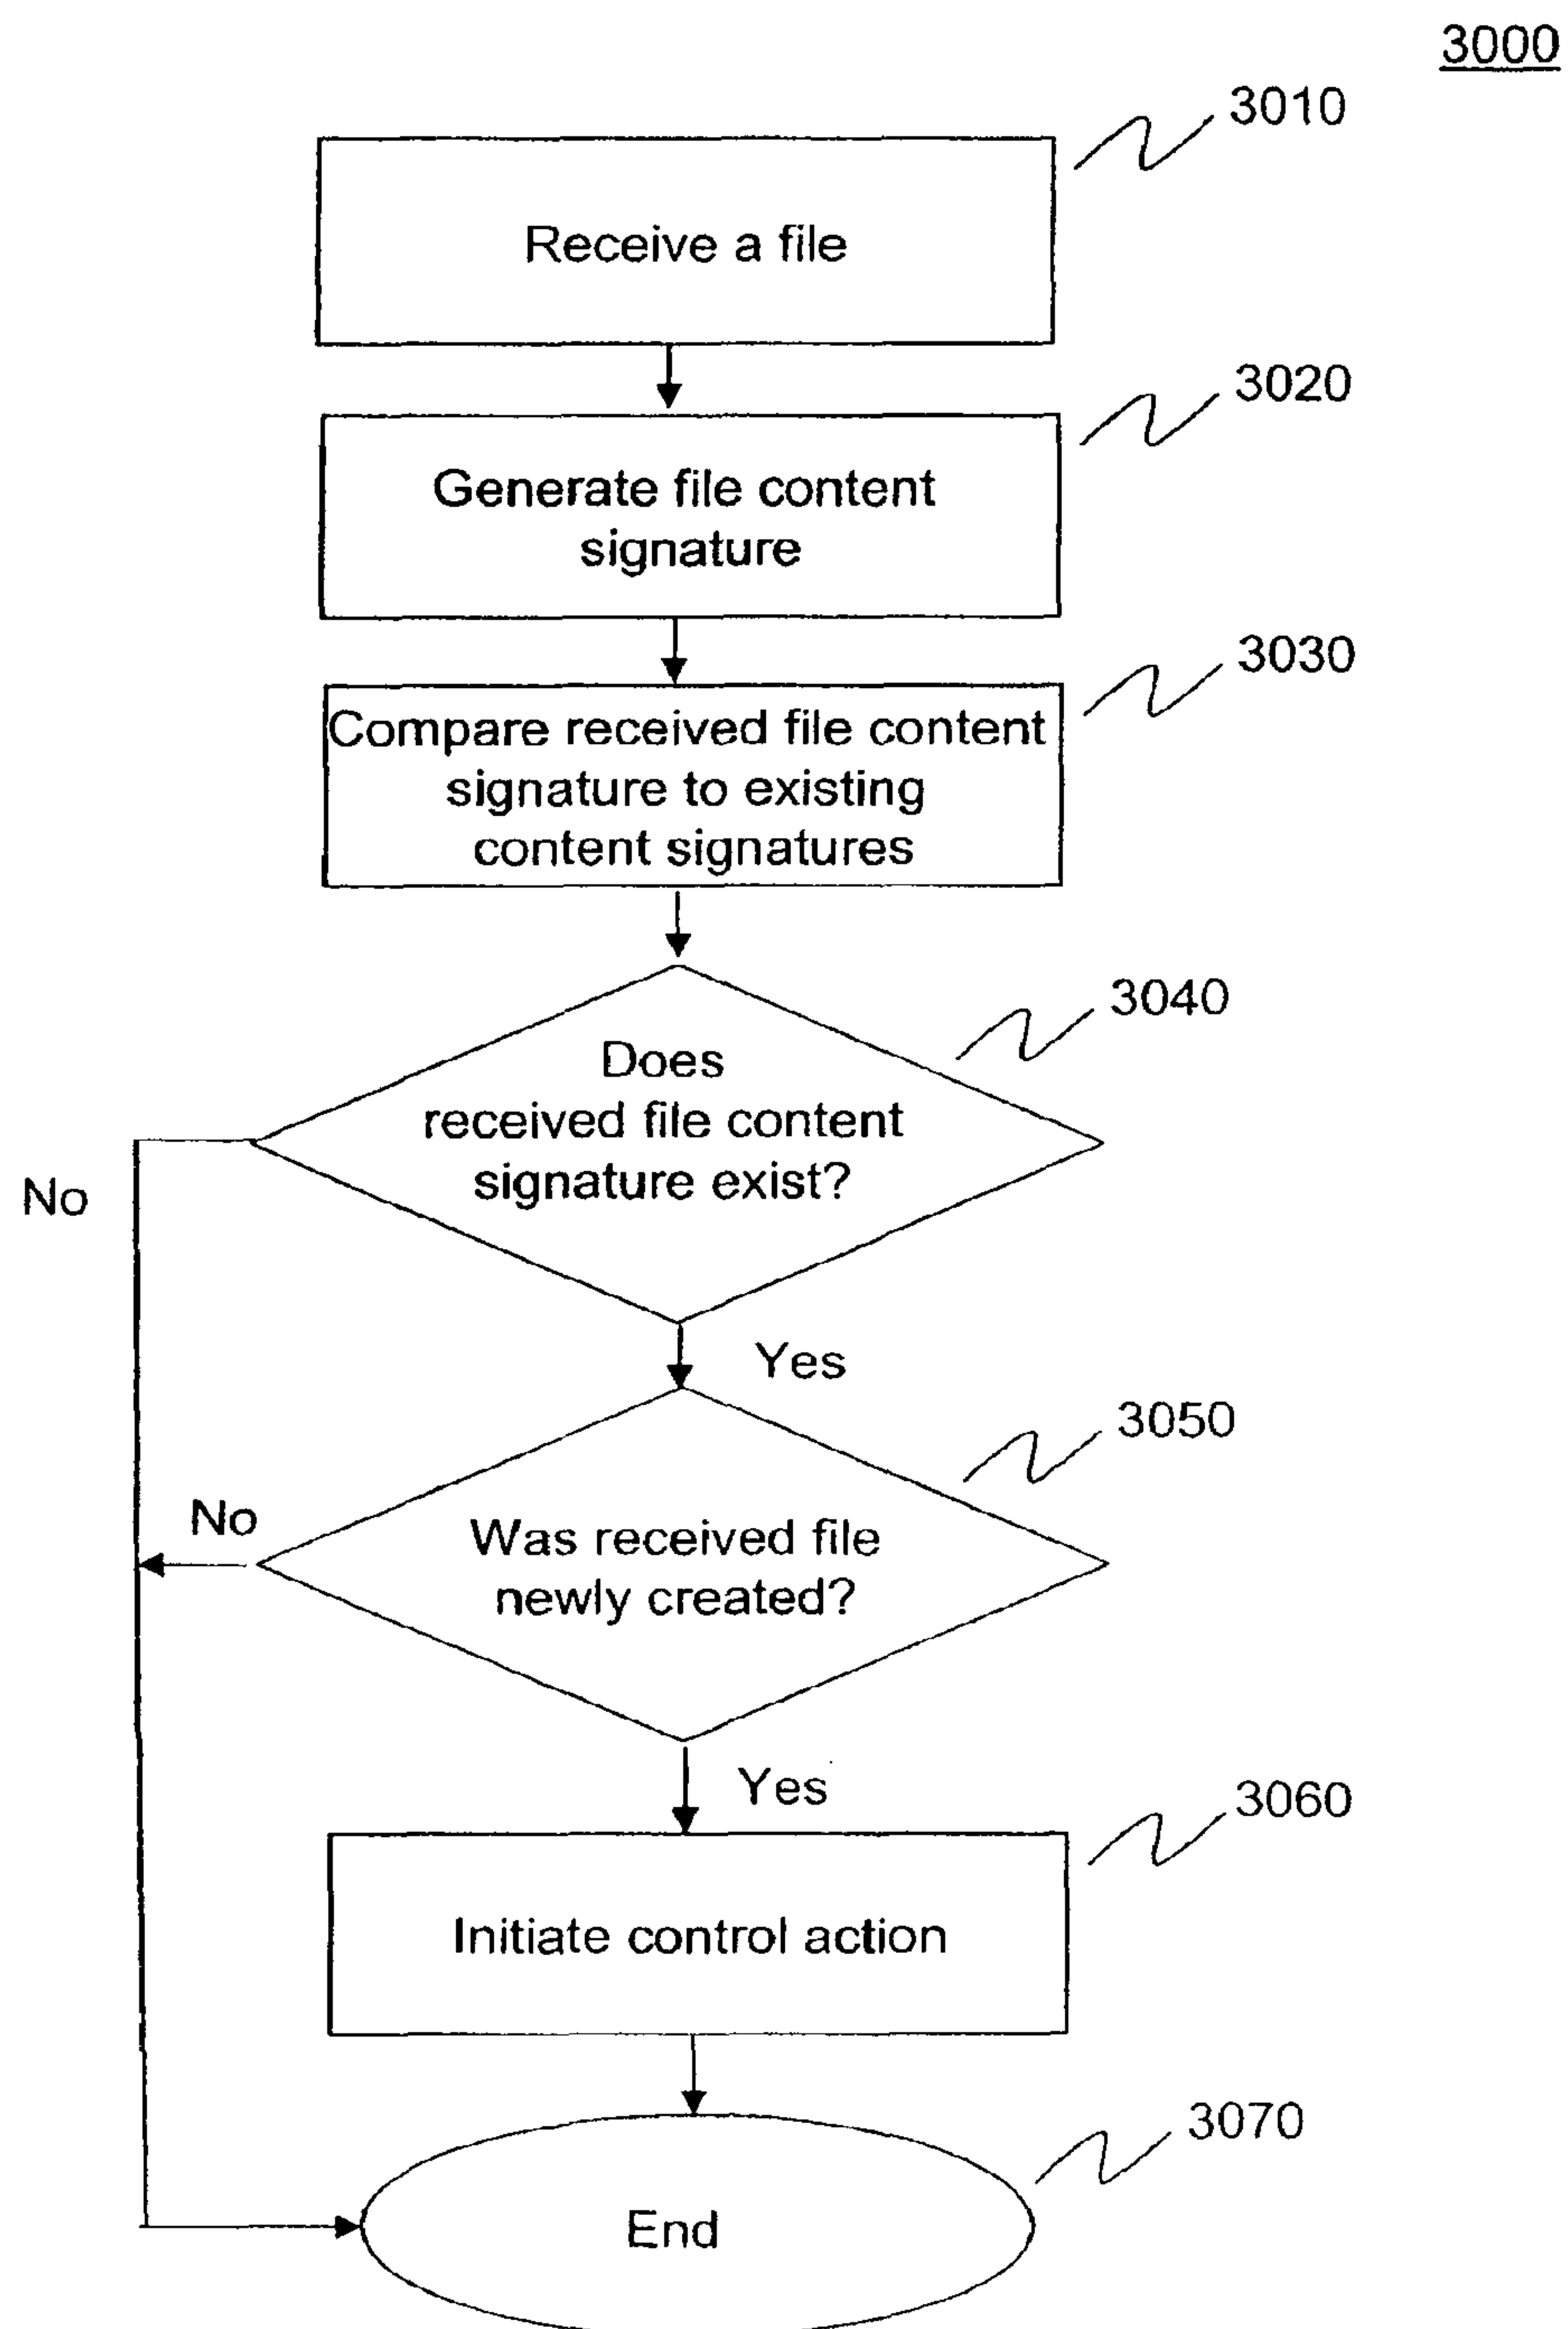 3000
3010
Receive a file
3020
Generate file content
signature
3030
Compare received file content
signature to existing
content signatures
3040
Does
received file content
signature exist?
No
Yes
3050
No
Was received file
newly created?
Yes
3060
Initiate control action
3070
End